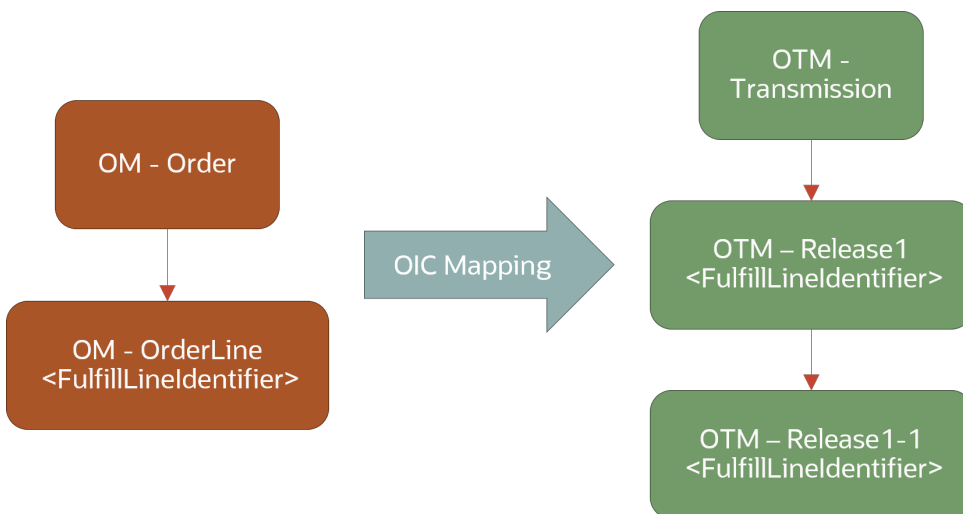 OM - Order
OM - OrderLine
<FulfillLineIdentifier>
OIC Mapping
OTM -
Transmission
OTM – Release1
<FulfillLineIdentifier>
OTM – Release1-1
<FulfillLineIdentifier>